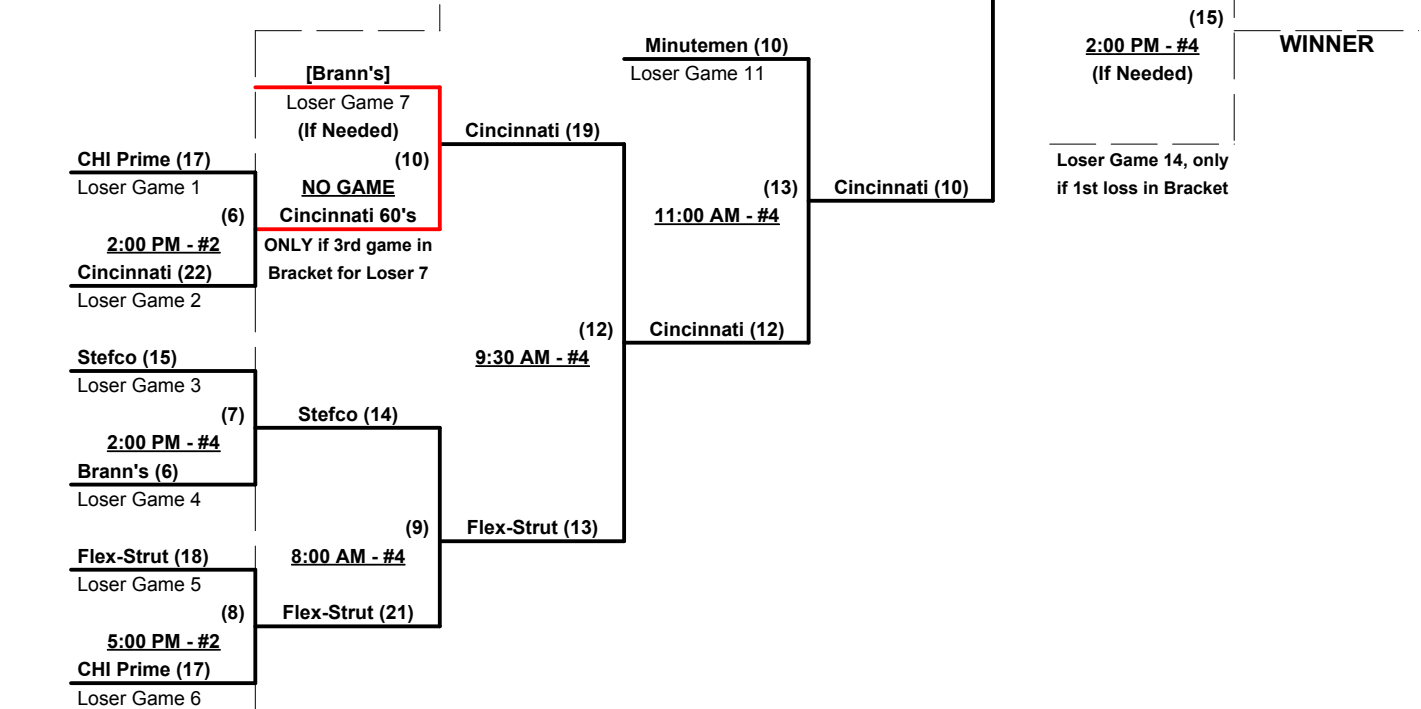 (15)
Minutemen (10)
2:00 PM - #4
WINNER
[Brann's]
Loser Game 11
(If Needed)
Loser Game 7
(If Needed)
Cincinnati (19)
CHI Prime (17)
(10)
Loser Game 14, only
Loser Game 1
NO GAME
(13)
Cincinnati (10)
if 1st loss in Bracket
(6)
Cincinnati 60's
11:00 AM - #4
2:00 PM - #2
ONLY if 3rd game in
Cincinnati (22)
Bracket for Loser 7
Loser Game 2
(12)
Cincinnati (12)
Stefco (15)
9:30 AM - #4
Loser Game 3
(7)
Stefco (14)
2:00 PM - #4
Brann's (6)
Loser Game 4
(9)
Flex-Strut (13)
Flex-Strut (18)
8:00 AM - #4
Loser Game 5
(8)
Flex-Strut (21)
5:00 PM - #2
CHI Prime (17)
Loser Game 6